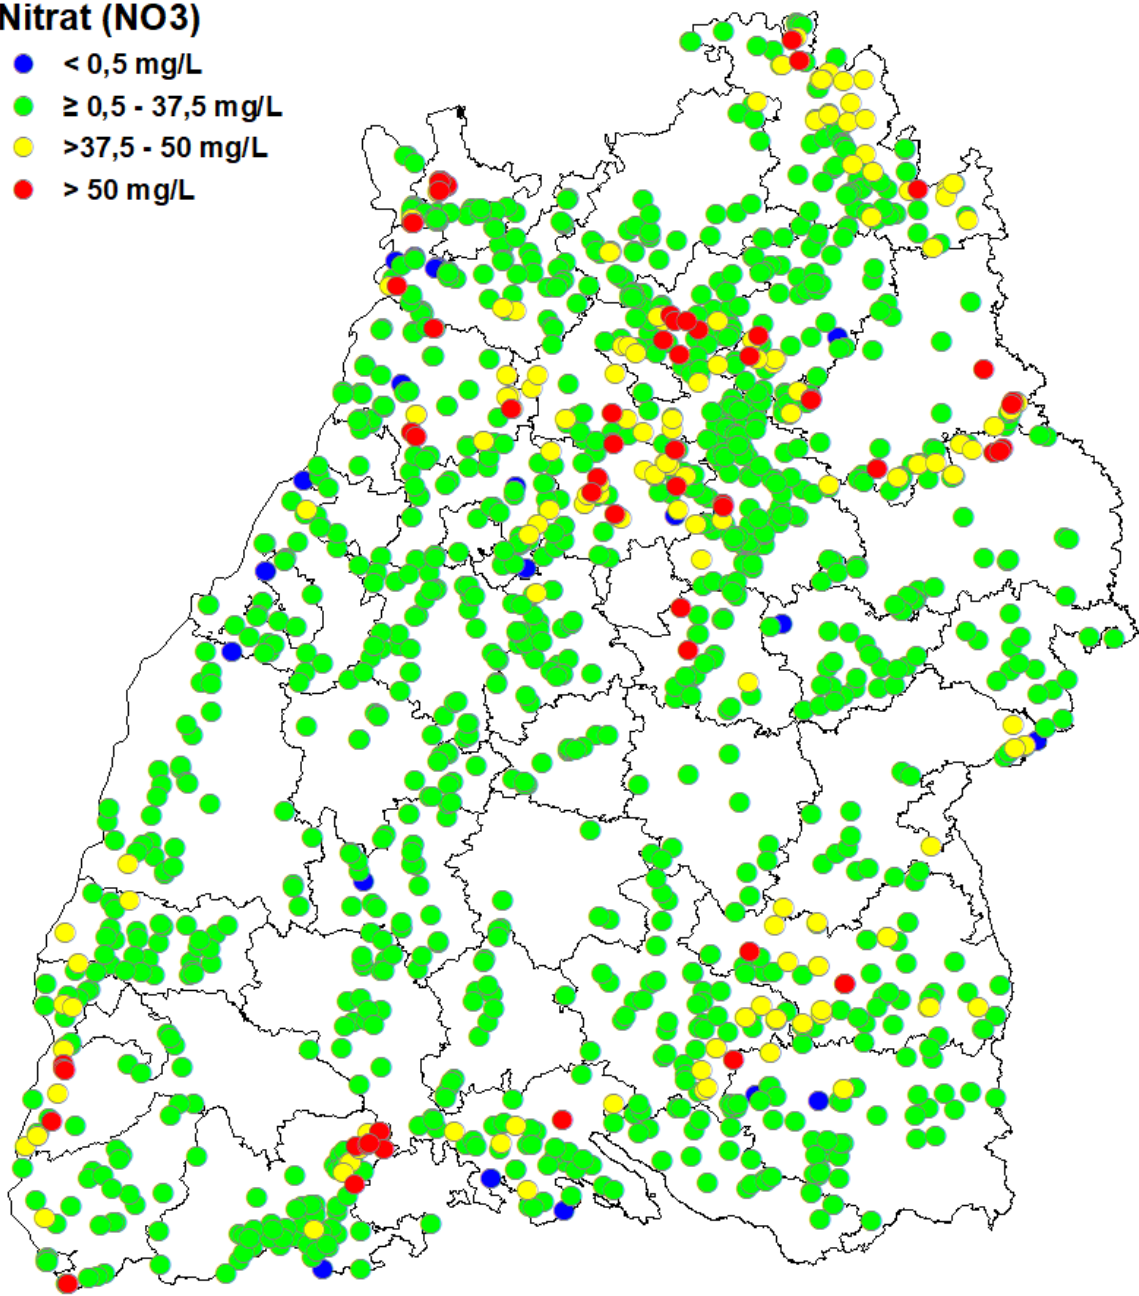 Nitrat (NO3)
< 0,5 mg/L
≥ 0,5 - 37,5 mg/L
>37,5 - 50 mg/L
> 50 mg/L